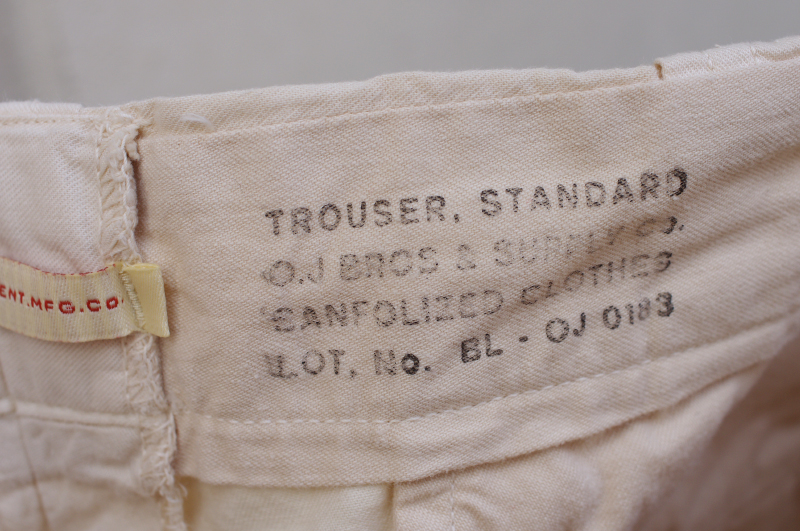 TROUSER, STANDARD
O.J BROS & SUPPLY CO.
SANFOLIZED CLOTHES
LOT, No. BL - OJ 0183
ENT.MFG.CO.